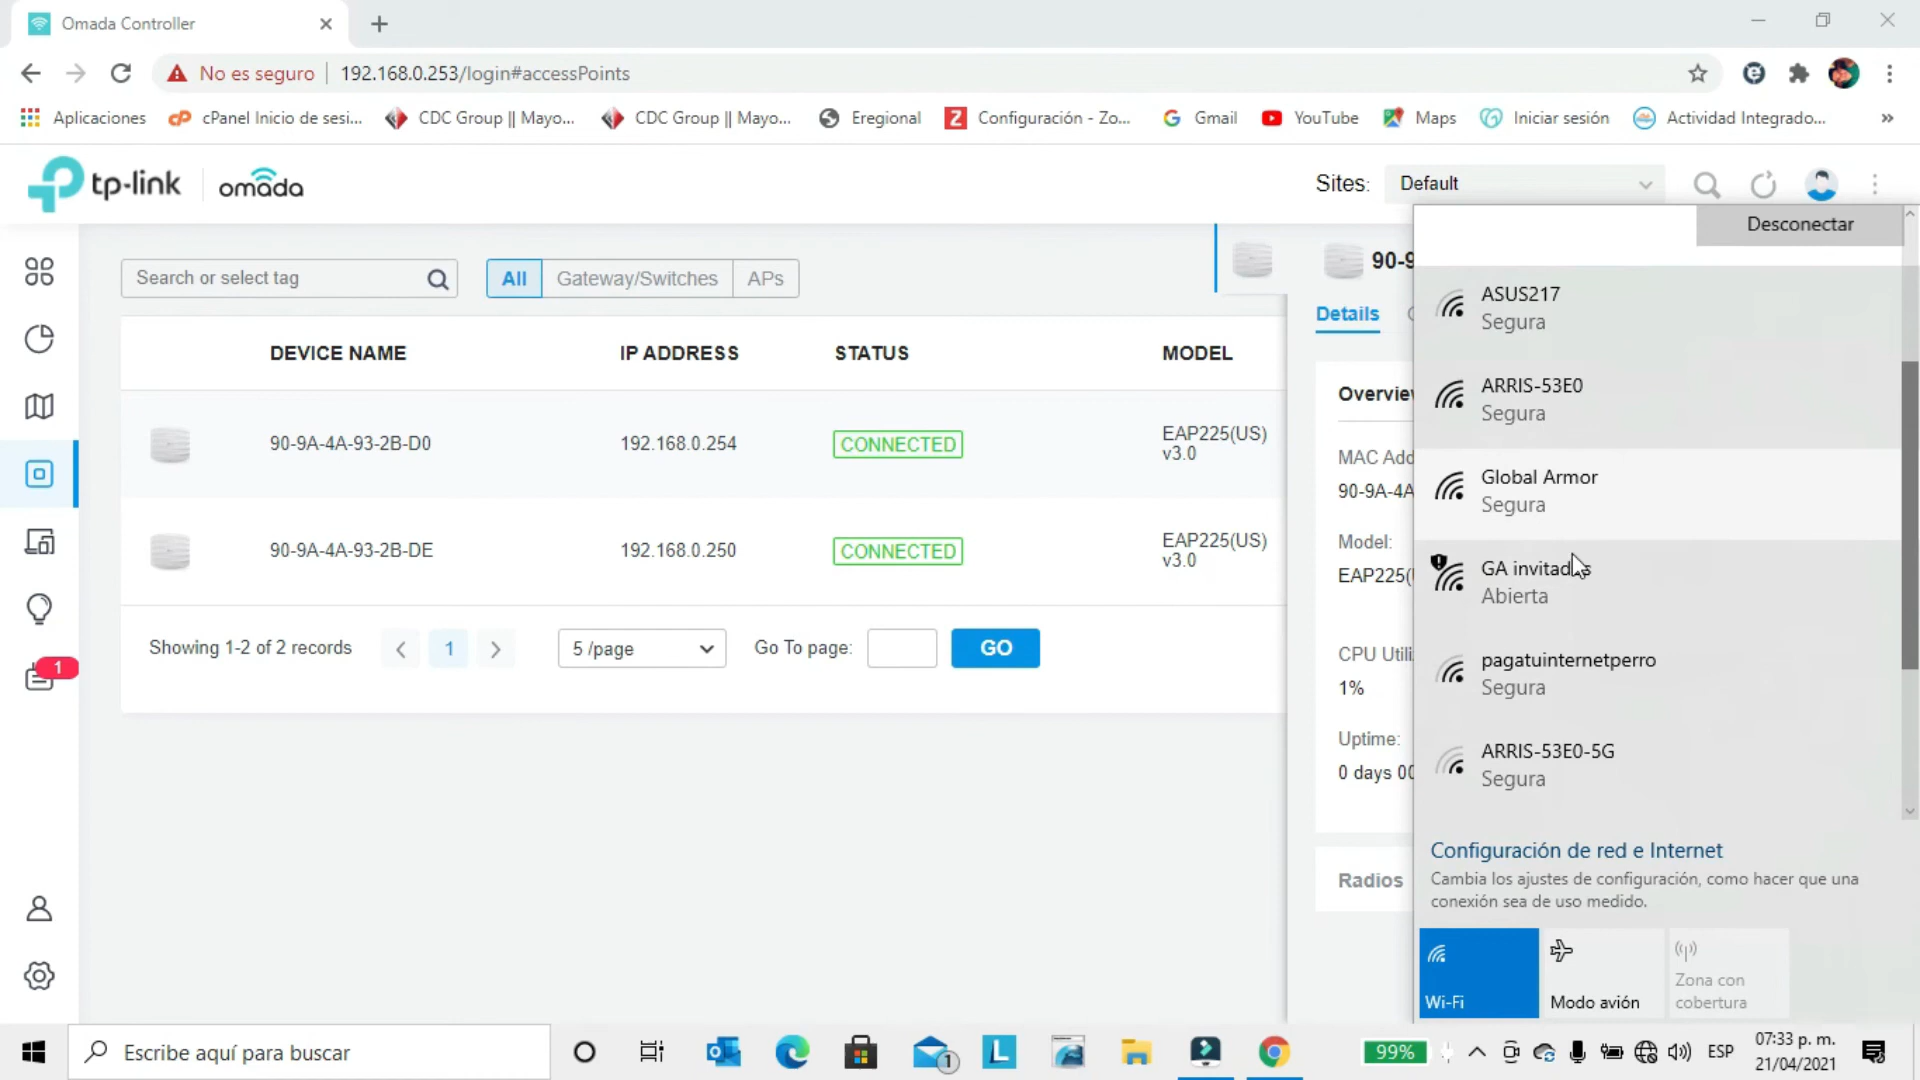 Omada Controller
No es seguro 192.168.0.253/login#accessPoints
Aplicaciones cPanel Inicio de sesi... CDC Group || Mayo... CDC Group || Mayo... Eregional Configuración - Zo... Gmail YouTube Maps Iniciar sesión Actividad Integrado... »
tp-link omada Sites: Default
Desconectar
Search or select tag All Gateway/Switches APs 90-9
ASUS217
Segura
Details
DEVICE NAME IP ADDRESS STATUS MODEL
ARRIS-53E0
Segura
Overview
90-9A-4A-93-2B-D0 192.168.0.254 CONNECTED EAP225(US)
v3.0
MAC Add
90-9A-4A
Global Armor
Segura
90-9A-4A-93-2B-DE 192.168.0.250 CONNECTED EAP225(US)
v3.0
Model:
EAP225(
GA invitados
Abierta
Showing 1-2 of 2 records 1 5 /page Go To page: GO
CPU Utili
1%
pagatuinternetperro
Segura
1
Uptime:
0 days 00
ARRIS-53E0-5G
Segura
Radios
Configuración de red e Internet
Cambia los ajustes de configuración, como hacer que una
conexión sea de uso medido.
Wi-Fi
Modo avión
Zona con
cobertura
Escribe aquí para buscar 1 L 99% ESP
07:33 p. m.
21/04/2021